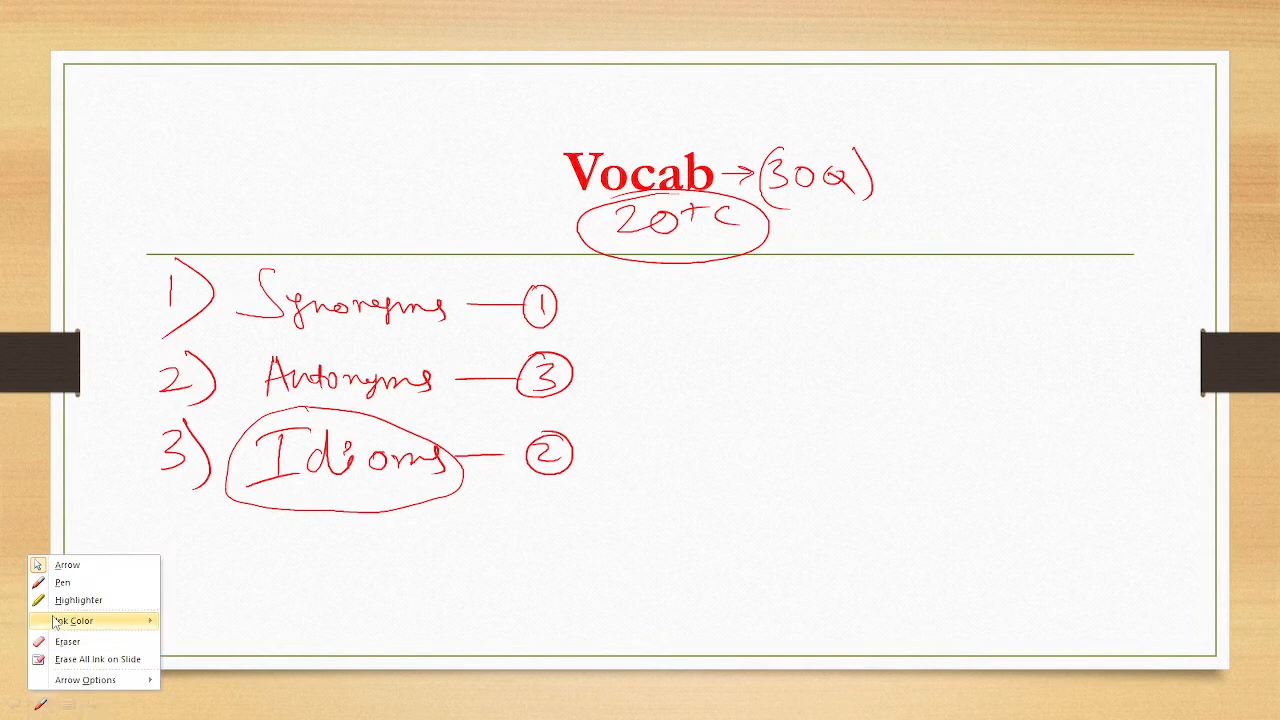 Vocab → (30Q)
20+C
1) Synonyms — 1
2) Antonyms — 3
3) Idioms — 2
Arrow
Pen
Highlighter
Ink Color
Eraser
Erase All Ink on Slide
Arrow Options